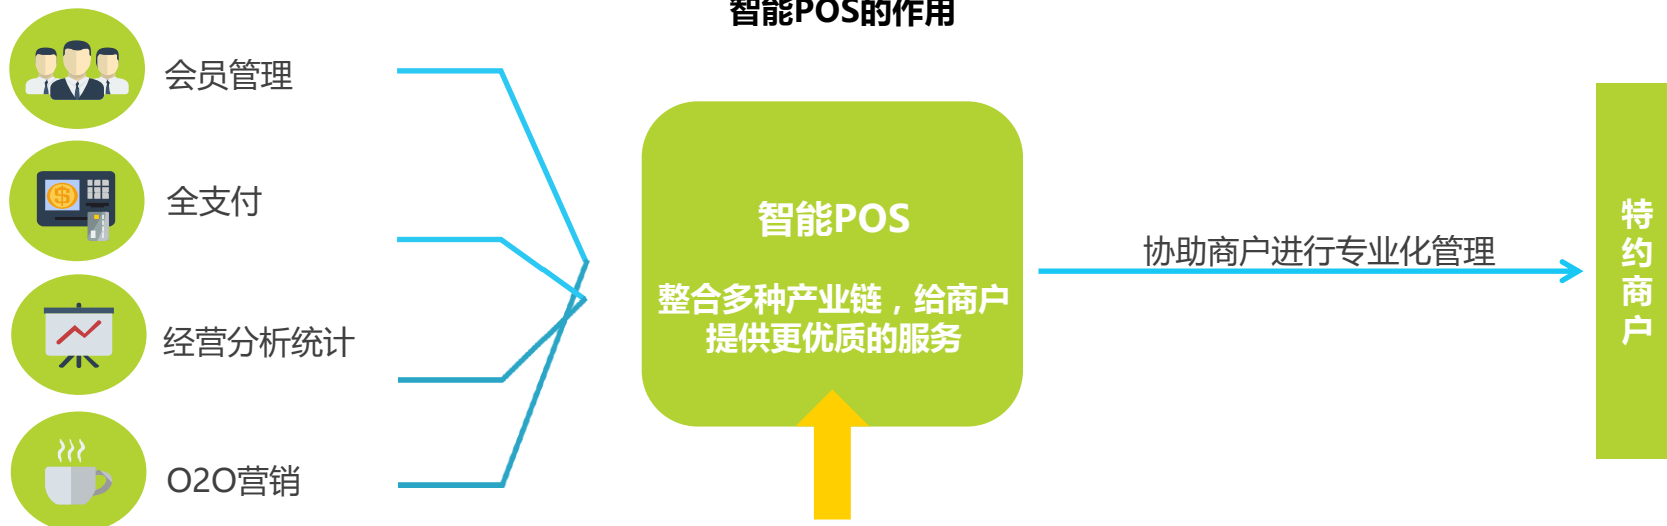 智能POS的作用
会员管理
全支付
经营分析统计
O2O营销
智能POS
整合多种产业链，给商户
提供更优质的服务
协助商户进行专业化管理
特
约
商
户